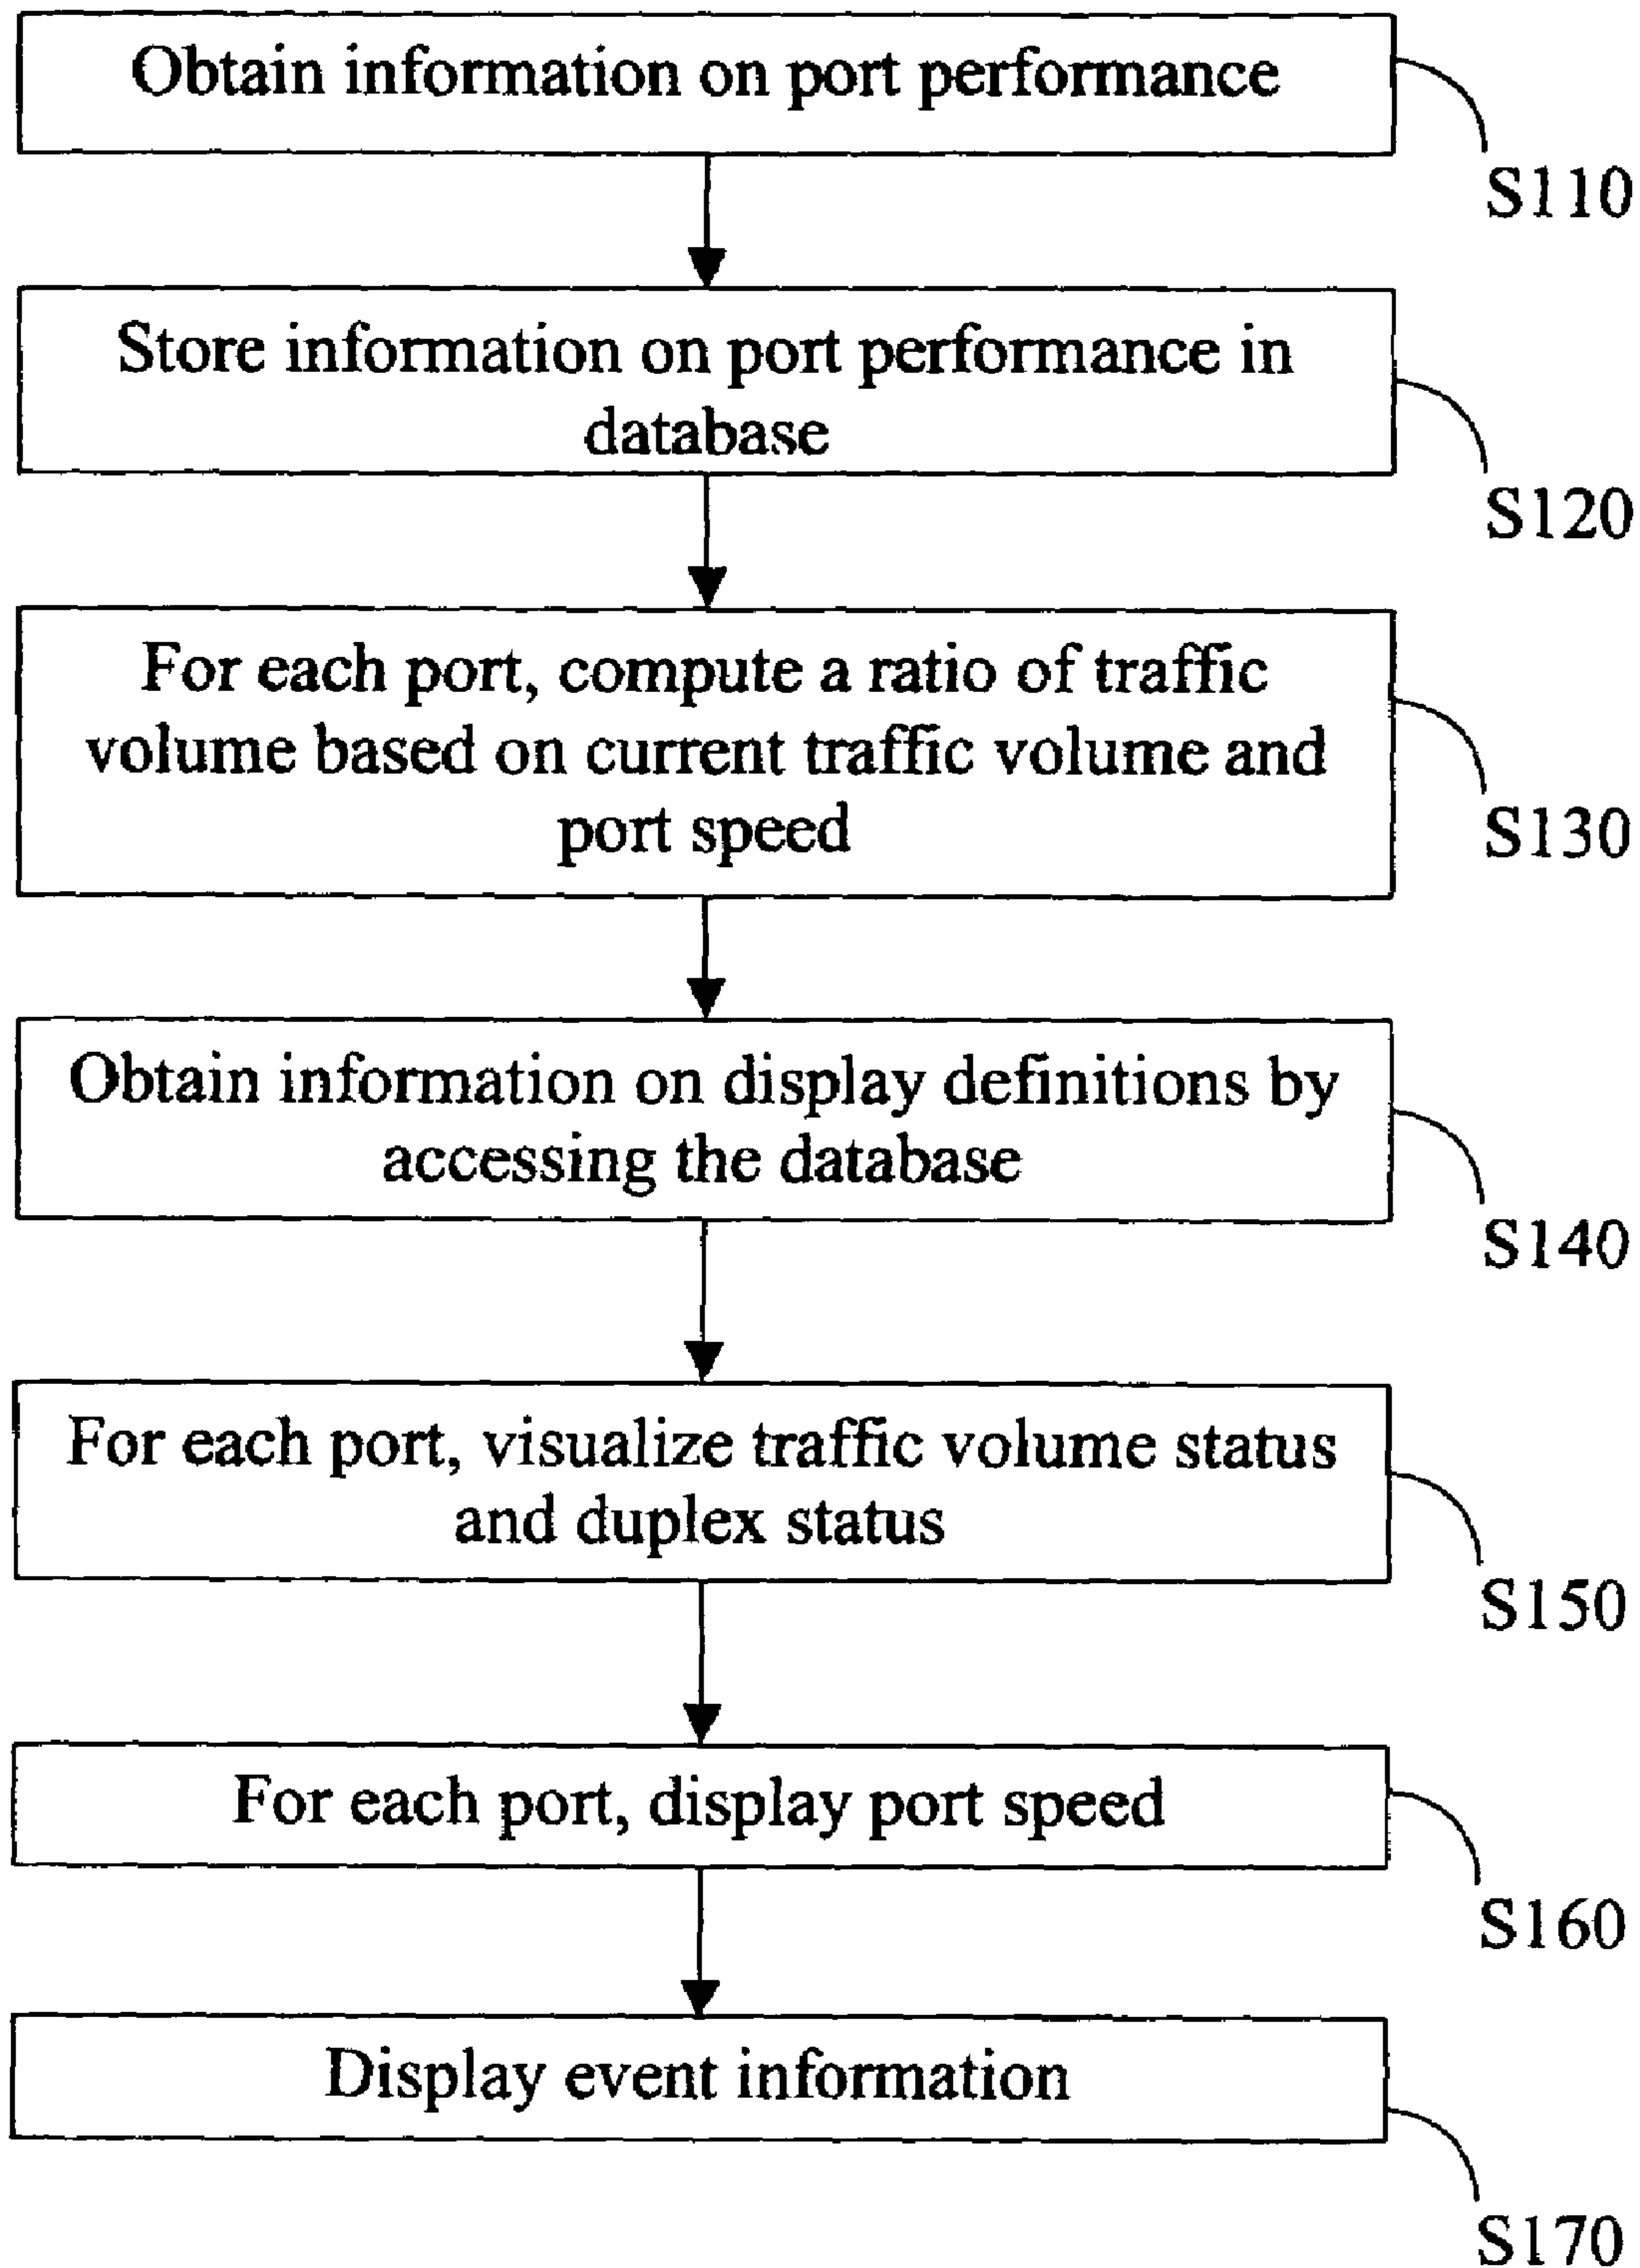 Obtain information on port performance
S110
Store information on port performance in
database
S120
For each port, compute a ratio of traffic
volume based on current traffic volume and
port speed
S130
Obtain information on display definitions by
accessing the database
S140
For each port, visualize traffic volume status
and duplex status
S150
For each port, display port speed
S160
Display event information
S170